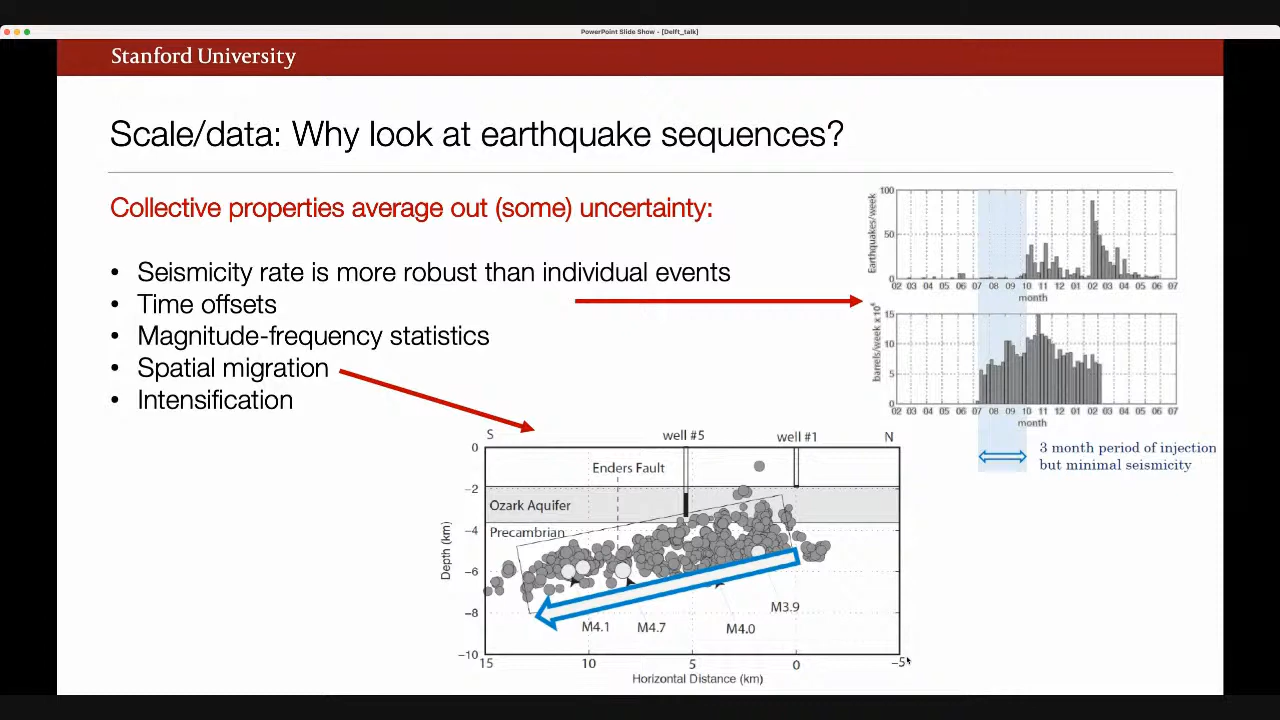 PowerPoint Slide Show - [Delft_talk]
Stanford University
Scale/data: Why look at earthquake sequences?
Collective properties average out (some) uncertainty:
• Seismicity rate is more robust than individual events
• Time offsets
• Magnitude-frequency statistics
• Spatial migration
• Intensification
Earthquakes/week
100
50
0
02 03 04 05 06 07 08 09 10 11 12 01 02 03 04 05 06 07
month
barrels/week x10⁶
15
10
5
0
02 03 04 05 06 07 08 09 10 11 12 01 02 03 04 05 06 07
month
3 month period of injection
but minimal seismicity
S well #5 well #1 N
Enders Fault
Ozark Aquifer
Precambrian
Depth (km)
0
−2
−4
−6
−8
−10
M3.9
M4.1 M4.7 M4.0
15 10 5 0 −5
Horizontal Distance (km)